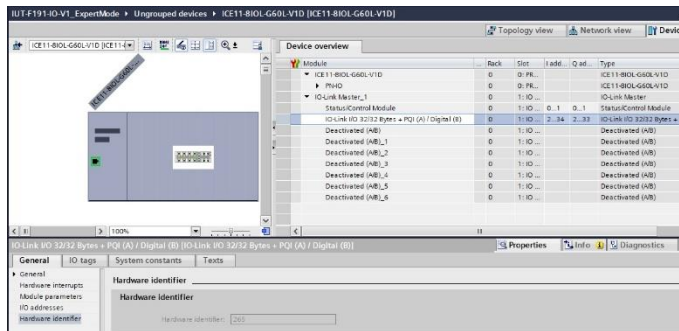 IUT-F191-IO-V1_ExpertMode ▸ Ungrouped devices ▸ ICE11-8IOL-G60L-V1D [ICE11-8IOL-G60L-V1D]
Topology view Network view Devic
ICE11-8IOL-G60L-V1D [ICE11-
Device overview
Module ... Rack Slot I add... Q ad... Type
ICE11-8IOL-G60L-V1D 0 0: PR... ICE11-8IOL-G60L-V1D
PN-IO 0 0: PR... ICE11-8IOL-G60L-V1D
IO-Link Master_1 0 1: IO ... IO-Link Master
Status/Control Module 0 1: IO ... 0...1 0...1 Status/Control Module
IO-Link I/O 32/32 Bytes + PQI (A) / Digital (B) 0 1: IO ... 2...34 2...33 IO-Link I/O 32/32 Bytes +
Deactivated (A/B) 0 1: IO ... Deactivated (A/B)
Deactivated (A/B)_1 0 1: IO ... Deactivated (A/B)
Deactivated (A/B)_2 0 1: IO ... Deactivated (A/B)
Deactivated (A/B)_3 0 1: IO ... Deactivated (A/B)
Deactivated (A/B)_4 0 1: IO ... Deactivated (A/B)
Deactivated (A/B)_5 0 1: IO ... Deactivated (A/B)
Deactivated (A/B)_6 0 1: IO ... Deactivated (A/B)
ICE11-8IOL-G60L-...
100%
IO-Link I/O 32/32 Bytes + PQI (A) / Digital (B) [IO-Link I/O 32/32 Bytes + PQI (A) / Digital (B)]
Properties Info Diagnostics
General IO tags System constants Texts
General
Hardware interrupts
Module parameters
I/O addresses
Hardware identifier
Hardware identifier
Hardware identifier
Hardware identifier: 265